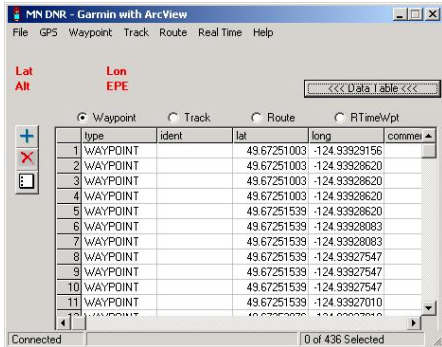 MN DNR - Garmin with ArcView
File GPS Waypoint Track Route Real Time Help
Lat Lon
Alt EPE
<<< Data Table <<<
Waypoint Track Route RTimeWpt
type ident lat long commer
1 WAYPOINT 49.67251003 -124.93929156
2 WAYPOINT 49.67251003 -124.93928620
3 WAYPOINT 49.67251003 -124.93928620
4 WAYPOINT 49.67251003 -124.93928620
5 WAYPOINT 49.67251539 -124.93928620
6 WAYPOINT 49.67251539 -124.93928083
7 WAYPOINT 49.67251539 -124.93928083
8 WAYPOINT 49.67251539 -124.93927547
9 WAYPOINT 49.67251539 -124.93927547
10 WAYPOINT 49.67251539 -124.93927547
11 WAYPOINT 49.67251539 -124.93927010
Connected 0 of 436 Selected